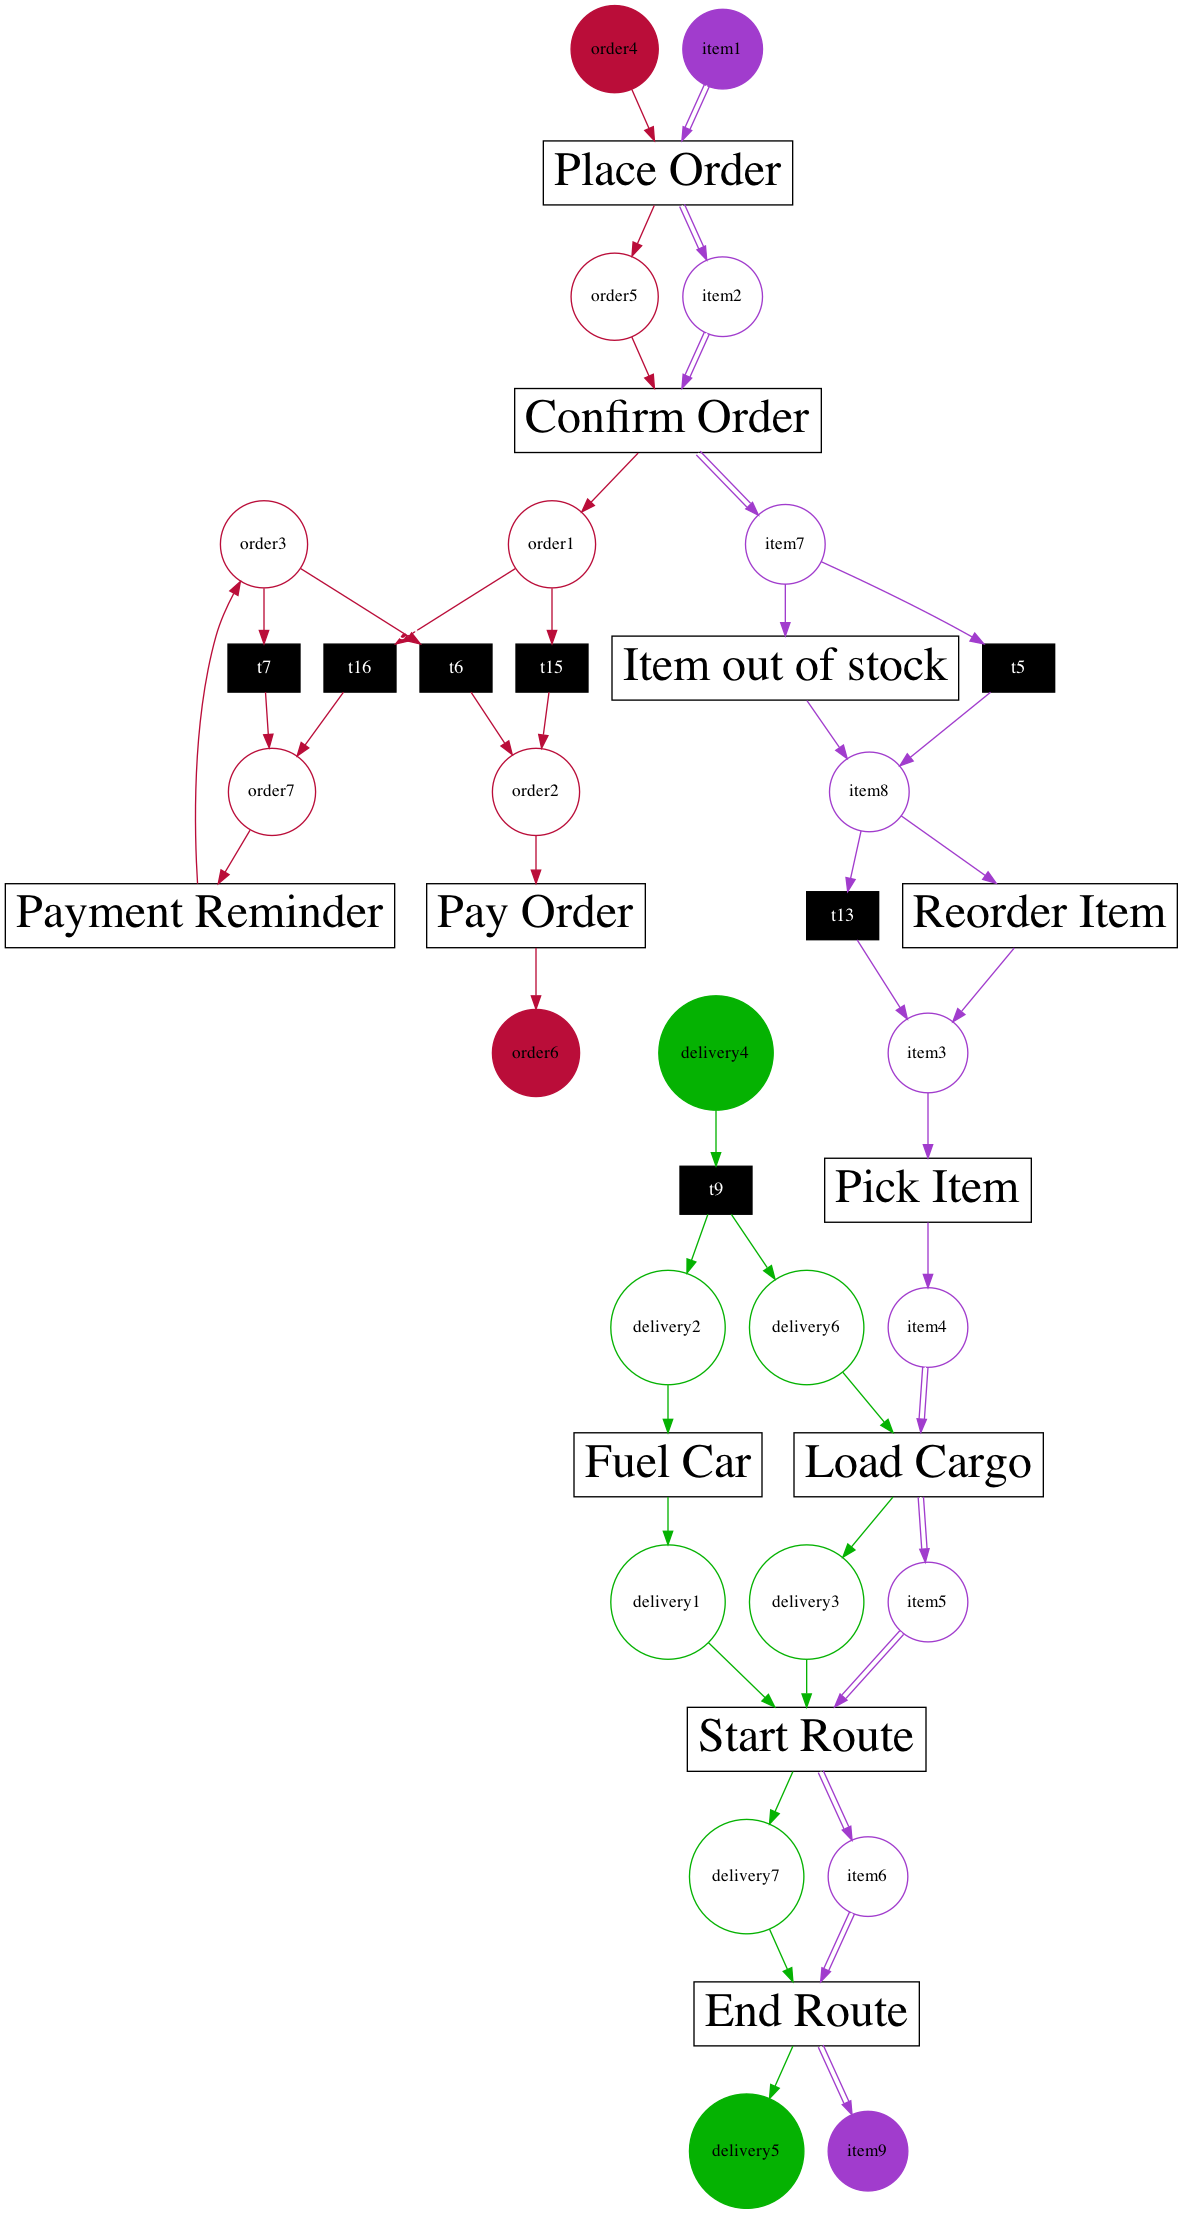 order4
item1
Place Order
order5
item2
Confirm Order
order3
order1
item7
t7
t16
t6
t15
Item out of stock
t5
order7
order2
item8
Payment Reminder
Pay Order
t13
Reorder Item
order6
delivery4
item3
t9
Pick Item
delivery2
delivery6
item4
Fuel Car
Load Cargo
delivery1
delivery3
item5
Start Route
delivery7
item6
End Route
delivery5
item9